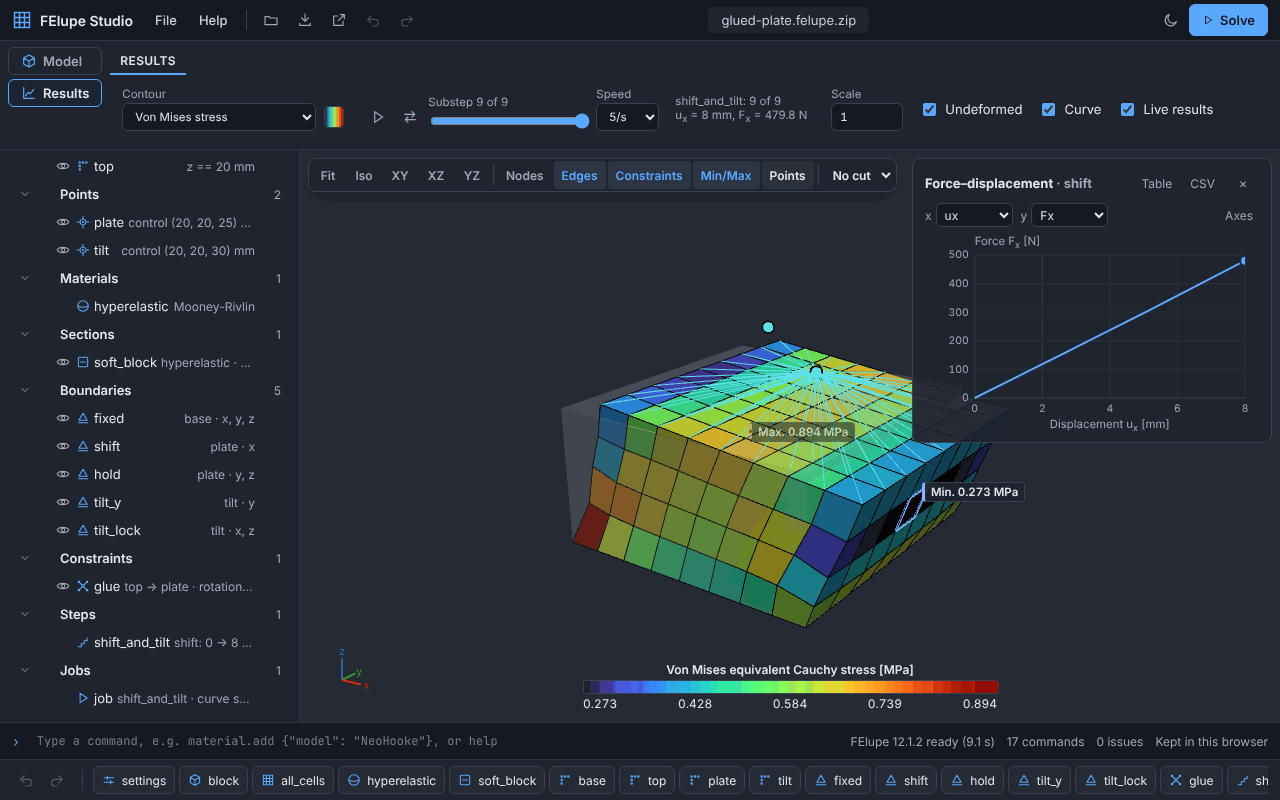 FElupe Studio File Help glued-plate.felupe.zip Solve
Model RESULTS
Results
Contour
Von Mises stress
Substep 9 of 9
Speed
5/s
shift_and_tilt: 9 of 9
ux = 8 mm, Fx = 479.8 N
Scale
1
Undeformed Curve Live results
top z == 20 mm
Points 2
plate control (20, 20, 25) ...
tilt control (20, 20, 30) mm
Materials 1
hyperelastic Mooney-Rivlin
Sections 1
soft_block hyperelastic · ...
Boundaries 5
fixed base · x, y, z
shift plate · x
hold plate · y, z
tilt_y tilt · y
tilt_lock tilt · x, z
Constraints 1
glue top → plate · rotation...
Steps 1
shift_and_tilt shift: 0 → 8 ...
Jobs 1
job shift_and_tilt · curve s...
Fit Iso XY XZ YZ Nodes Edges Constraints Min/Max Points No cut
Force–displacement · shift Table CSV ×
x ux y Fx Axes
Force Fx [N]
500
400
300
200
100
0
0 2 4 6 8
Displacement ux [mm]
Max. 0.894 MPa
Min. 0.273 MPa
z
y
x
Von Mises equivalent Cauchy stress [MPa]
0.273 0.428 0.584 0.739 0.894
› Type a command, e.g. material.add {"model": "NeoHooke"}, or help FElupe 12.1.2 ready (9.1 s) 17 commands 0 issues Kept in this browser
settings block all_cells hyperelastic soft_block base top plate tilt fixed shift hold tilt_y tilt_lock glue sh